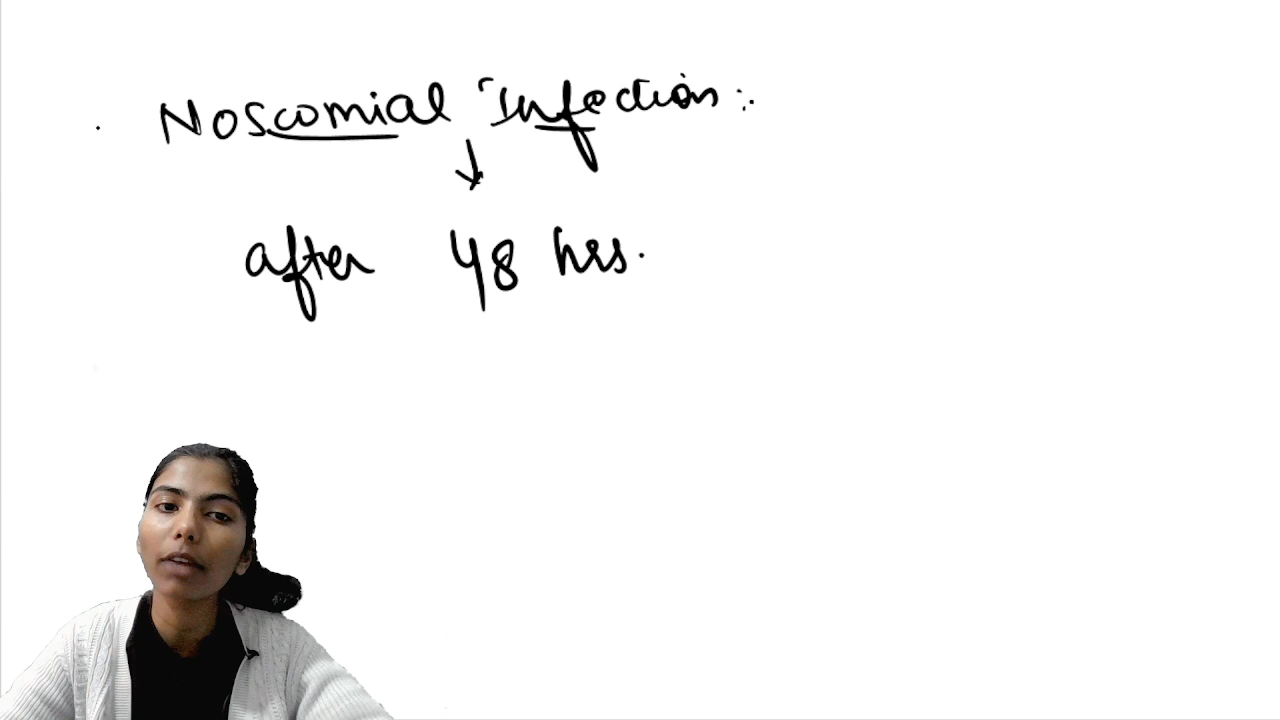 Noscomial Infection :-
↓
after 48 hrs.